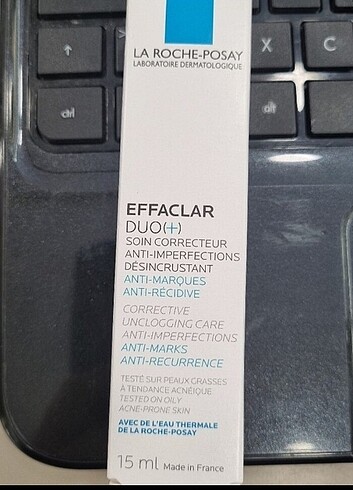 X
C
ctrl
alt
LA ROCHE-POSAY
LABORATOIRE DERMATOLOGIQUE
EFFACLAR
DUO(+)
SOIN CORRECTEUR
ANTI-IMPERFECTIONS
DÉSINCRUSTANT
ANTI-MARQUES
ANTI-RÉCIDIVE
CORRECTIVE
UNCLOGGING CARE
ANTI-IMPERFECTIONS
ANTI-MARKS
ANTI-RECURRENCE
TESTÉ SUR PEAUX GRASSES
À TENDANCE ACNÉIQUE
TESTED ON OILY
ACNE-PRONE SKIN
AVEC DE L'EAU THERMALE
DE LA ROCHE-POSAY
15 ml Made in France